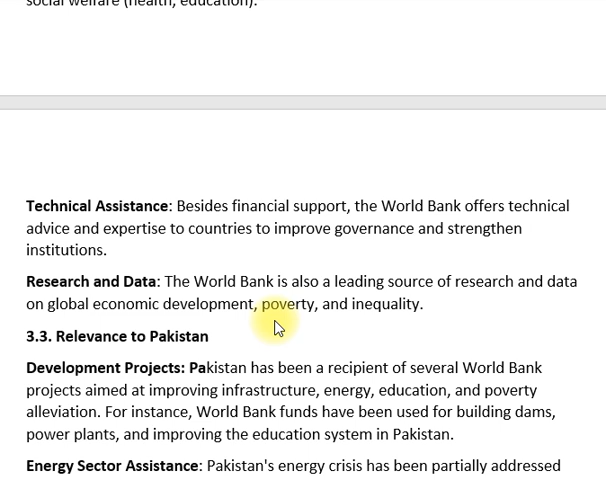 social welfare (health, education).
Technical Assistance: Besides financial support, the World Bank offers technical
advice and expertise to countries to improve governance and strengthen
institutions.
Research and Data: The World Bank is also a leading source of research and data
on global economic development, poverty, and inequality.
3.3. Relevance to Pakistan
Development Projects: Pakistan has been a recipient of several World Bank
projects aimed at improving infrastructure, energy, education, and poverty
alleviation. For instance, World Bank funds have been used for building dams,
power plants, and improving the education system in Pakistan.
Energy Sector Assistance: Pakistan's energy crisis has been partially addressed